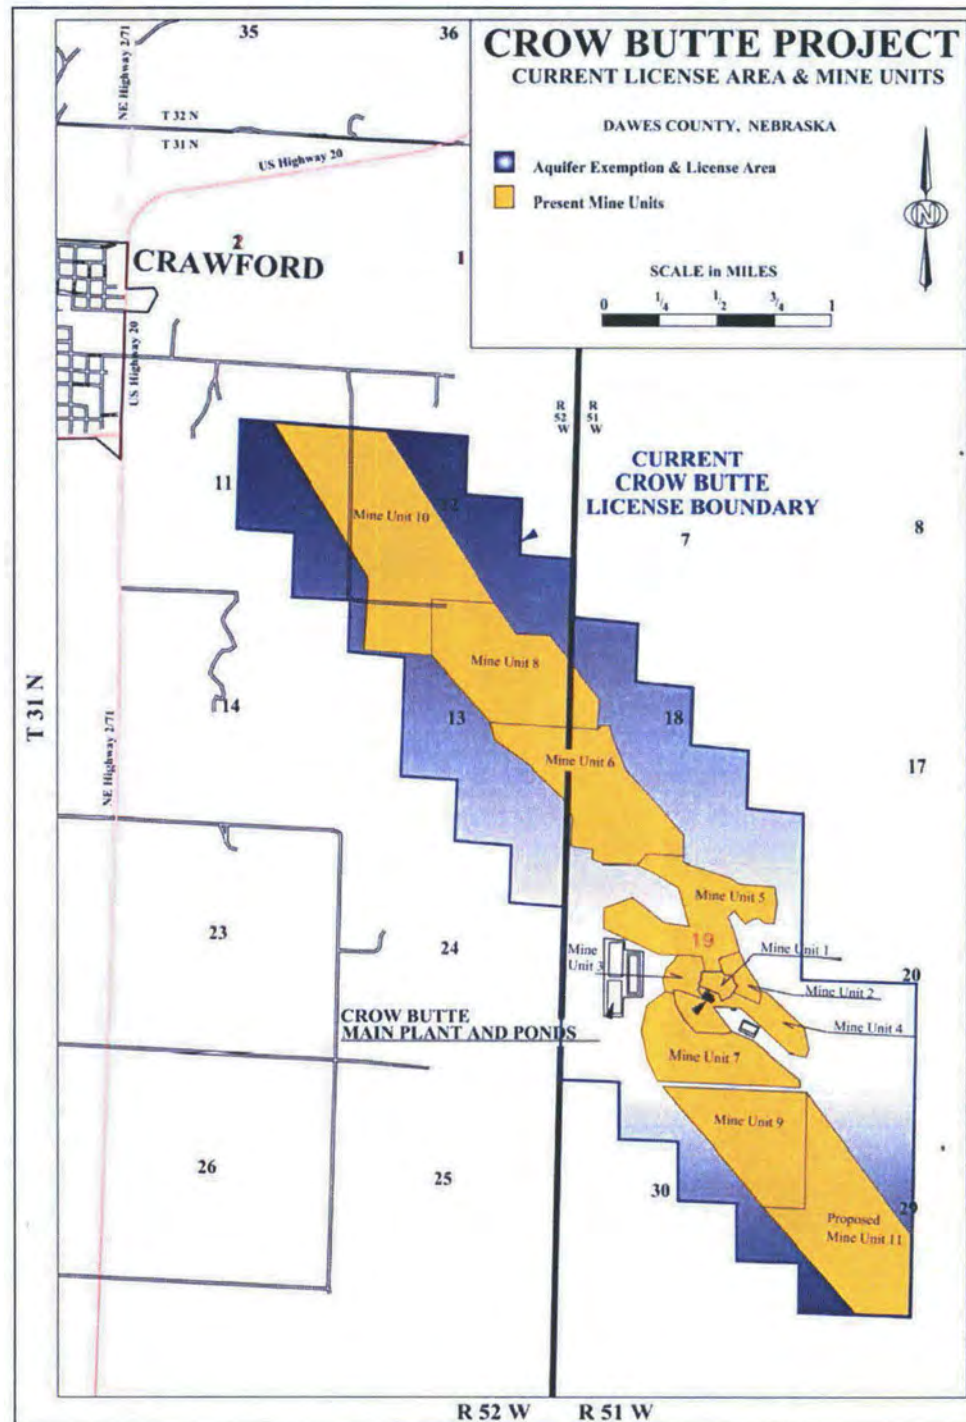 35
36
CROW BUTTE PROJECT
CURRENT LICENSE AREA & MINE UNITS
DAWES COUNTY, NEBRASKA
Aquifer Exemption & License Area
Present Mine Units
N
SCALE in MILES
0 1/4 1/2 3/4 1
NE Highway 2/71
T 32 N
T 31 N
US Highway 20
2
1
CRAWFORD
US Highway 20
R 52 W
R 51 W
CURRENT
CROW BUTTE
LICENSE BOUNDARY
11
12
7
8
Mine Unit 10
Mine Unit 8
14
13
18
17
T 31 N
NE Highway 2/71
Mine Unit 6
Mine Unit 5
23
24
19
20
Mine
Unit 3
Mine Unit 1
Mine Unit 2
Mine Unit 4
CROW BUTTE
MAIN PLANT AND PONDS
Mine Unit 7
Mine Unit 9
26
25
30
29
Proposed
Mine Unit 11
R 52 W
R 51 W